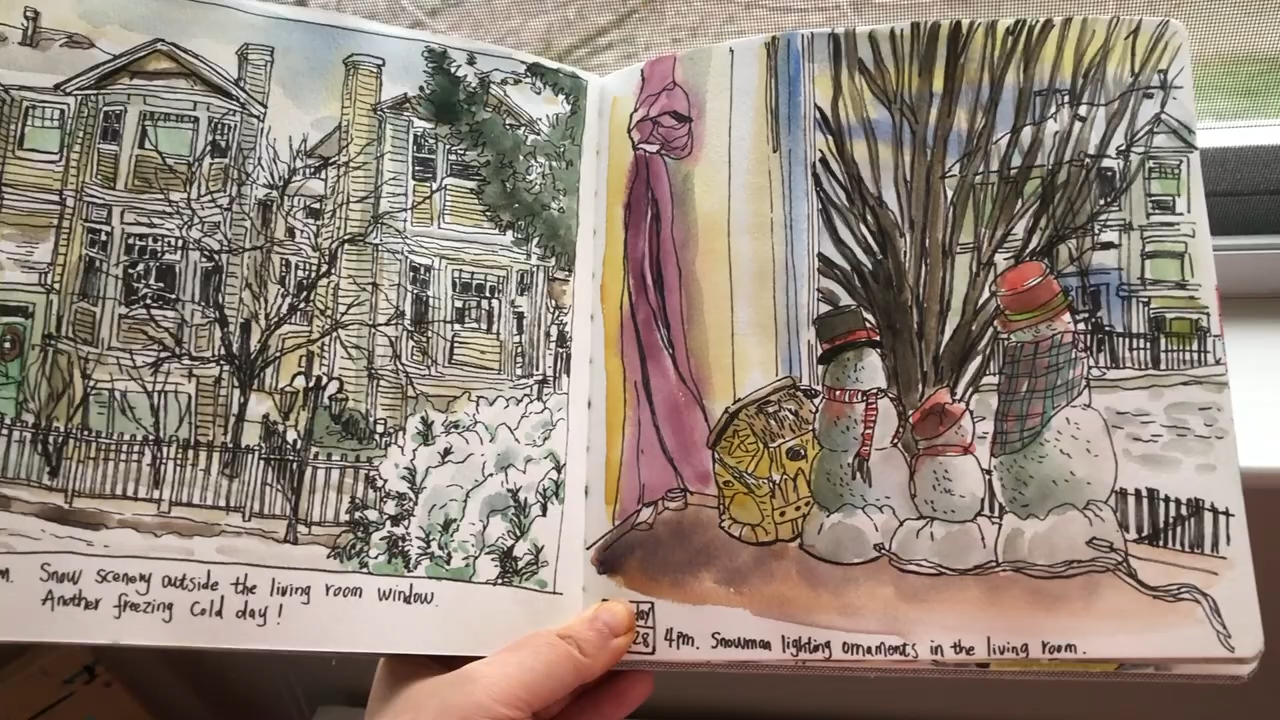 Snow scenery outside the living room window.
Another freezing Cold day!
28
4pm. Snowman lighting ornaments in the living room.